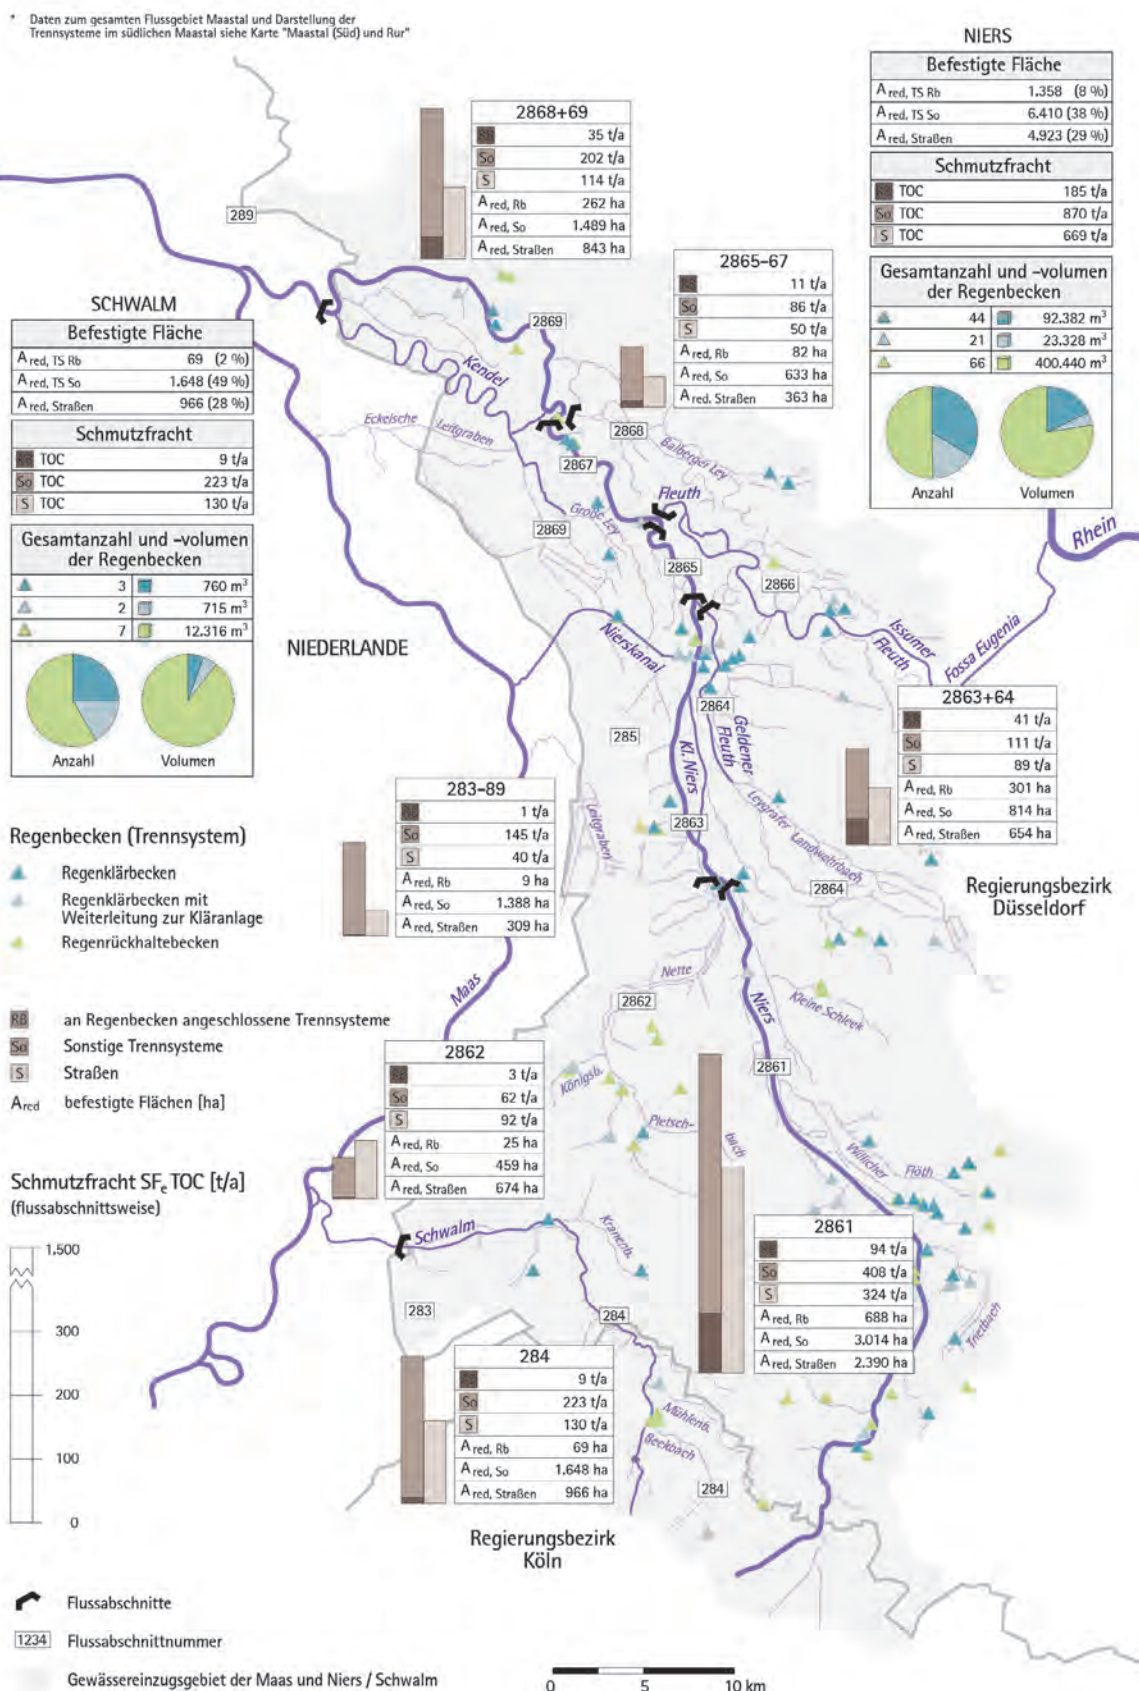 * Daten zum gesamten Flussgebiet Maastal und Darstellung der
Trennsysteme im südlichen Maastal siehe Karte "Maastal (Süd) und Rur"
NIERS
Befestigte Fläche
A red, TS Rb 1.358 (8 %)
A red, TS So 6.410 (38 %)
A red, Straßen 4.923 (29 %)
Schmutzfracht
RB TOC 185 t/a
So TOC 870 t/a
S TOC 669 t/a
Gesamtanzahl und -volumen
der Regenbecken
44 92.382 m³
21 23.328 m³
66 400.440 m³
Anzahl Volumen
2868+69
RB 35 t/a
So 202 t/a
S 114 t/a
A red, Rb 262 ha
A red, So 1.489 ha
A red, Straßen 843 ha
289
2865-67
RB 11 t/a
So 86 t/a
S 50 t/a
A red, Rb 82 ha
A red, So 633 ha
A red, Straßen 363 ha
SCHWALM
Befestigte Fläche
A red, TS Rb 69 (2 %)
A red, TS So 1.648 (49 %)
A red, Straßen 966 (28 %)
Schmutzfracht
RB TOC 9 t/a
So TOC 223 t/a
S TOC 130 t/a
Gesamtanzahl und -volumen
der Regenbecken
3 760 m³
2 715 m³
7 12.316 m³
Anzahl Volumen
2869
Kendel
Eckelsche
Leitgraben
2868
Balberger Ley
2867
Fleuth
Große Ley
2869
2865
2866
Rhein
Issumer
Fleuth
Fossa Eugenia
NIEDERLANDE
Nierskanal
2864
285
Kl. Niers
Geldener
Fleuth
2863+64
RB 41 t/a
So 111 t/a
S 89 t/a
A red, Rb 301 ha
A red, So 814 ha
A red, Straßen 654 ha
283-89
RB 1 t/a
So 145 t/a
S 40 t/a
A red, Rb 9 ha
A red, So 1.388 ha
A red, Straßen 309 ha
Leitgraben
2863
Leygrafer
Landwehrbach
2864
Regierungsbezirk
Düsseldorf
Regenbecken (Trennsystem)
Regenklärbecken
Regenklärbecken mit
Weiterleitung zur Kläranlage
Regenrückhaltebecken
RB an Regenbecken angeschlossene Trennsysteme
So Sonstige Trennsysteme
S Straßen
A red befestigte Flächen [ha]
Maas
Nette
2862
Niers
Kleine Schleek
2861
2862
RB 3 t/a
So 62 t/a
S 92 t/a
A red, Rb 25 ha
A red, So 459 ha
A red, Straßen 674 ha
Königsb.
Pletsch-
bach
Willicher
Flöth
Schmutzfracht SFe TOC [t/a]
(flussabschnittsweise)
1.500
300
200
100
0
Schwalm
Kranenb.
283
284
2861
RB 94 t/a
So 408 t/a
S 324 t/a
A red, Rb 688 ha
A red, So 3.014 ha
A red, Straßen 2.390 ha
Trietbach
284
RB 9 t/a
So 223 t/a
S 130 t/a
A red, Rb 69 ha
A red, So 1.648 ha
A red, Straßen 966 ha
Mühlenb.
Beekbach
284
Regierungsbezirk
Köln
Flussabschnitte
1234 Flussabschnittnummer
Gewässereinzugsgebiet der Maas und Niers / Schwalm
0 5 10 km